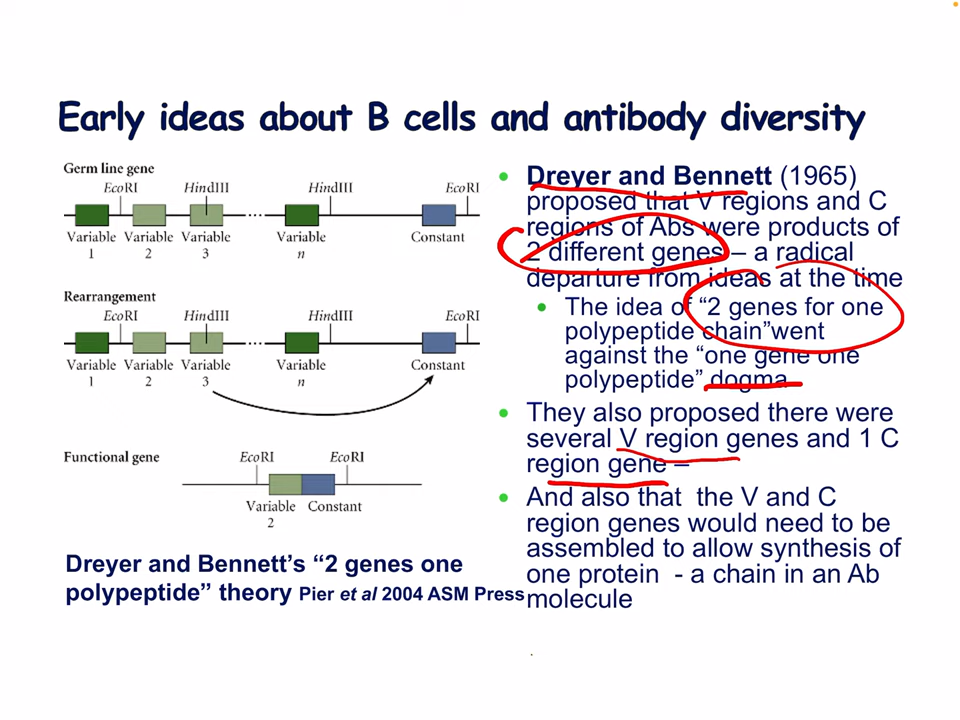 Early ideas about B cells and antibody diversity
Germ line gene
EcoRI HindIII HindIII EcoRI
Variable 1 Variable 2 Variable 3 Variable n Constant
Rearrangement
EcoRI HindIII HindIII EcoRI
Variable 1 Variable 2 Variable 3 Variable n Constant
Functional gene
EcoRI EcoRI
Variable 2 Constant
Dreyer and Bennett’s “2 genes one
polypeptide” theory Pier et al 2004 ASM Press
• Dreyer and Bennett (1965)
proposed that V regions and C
regions of Abs were products of
2 different genes – a radical
departure from ideas at the time
• The idea of “2 genes for one
polypeptide chain”went
against the “one gene one
polypeptide” dogma
• They also proposed there were
several V region genes and 1 C
region gene –
• And also that the V and C
region genes would need to be
assembled to allow synthesis of
one protein - a chain in an Ab
molecule